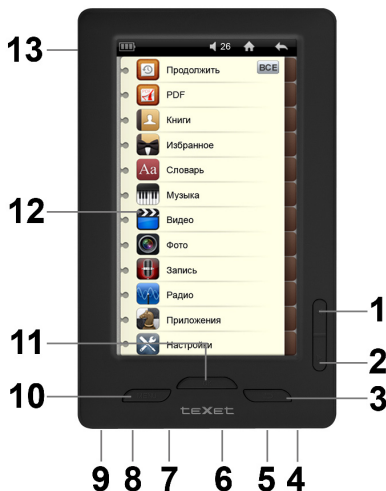 13
26
Продолжить
ВСЕ
PDF
Книги
Избранное
Aa Словарь
Музыка
12
Видео
Фото
Запись
Радио
1
Приложения
11
Настройки
2
10
3
teXet
9 8 7 6 5 4